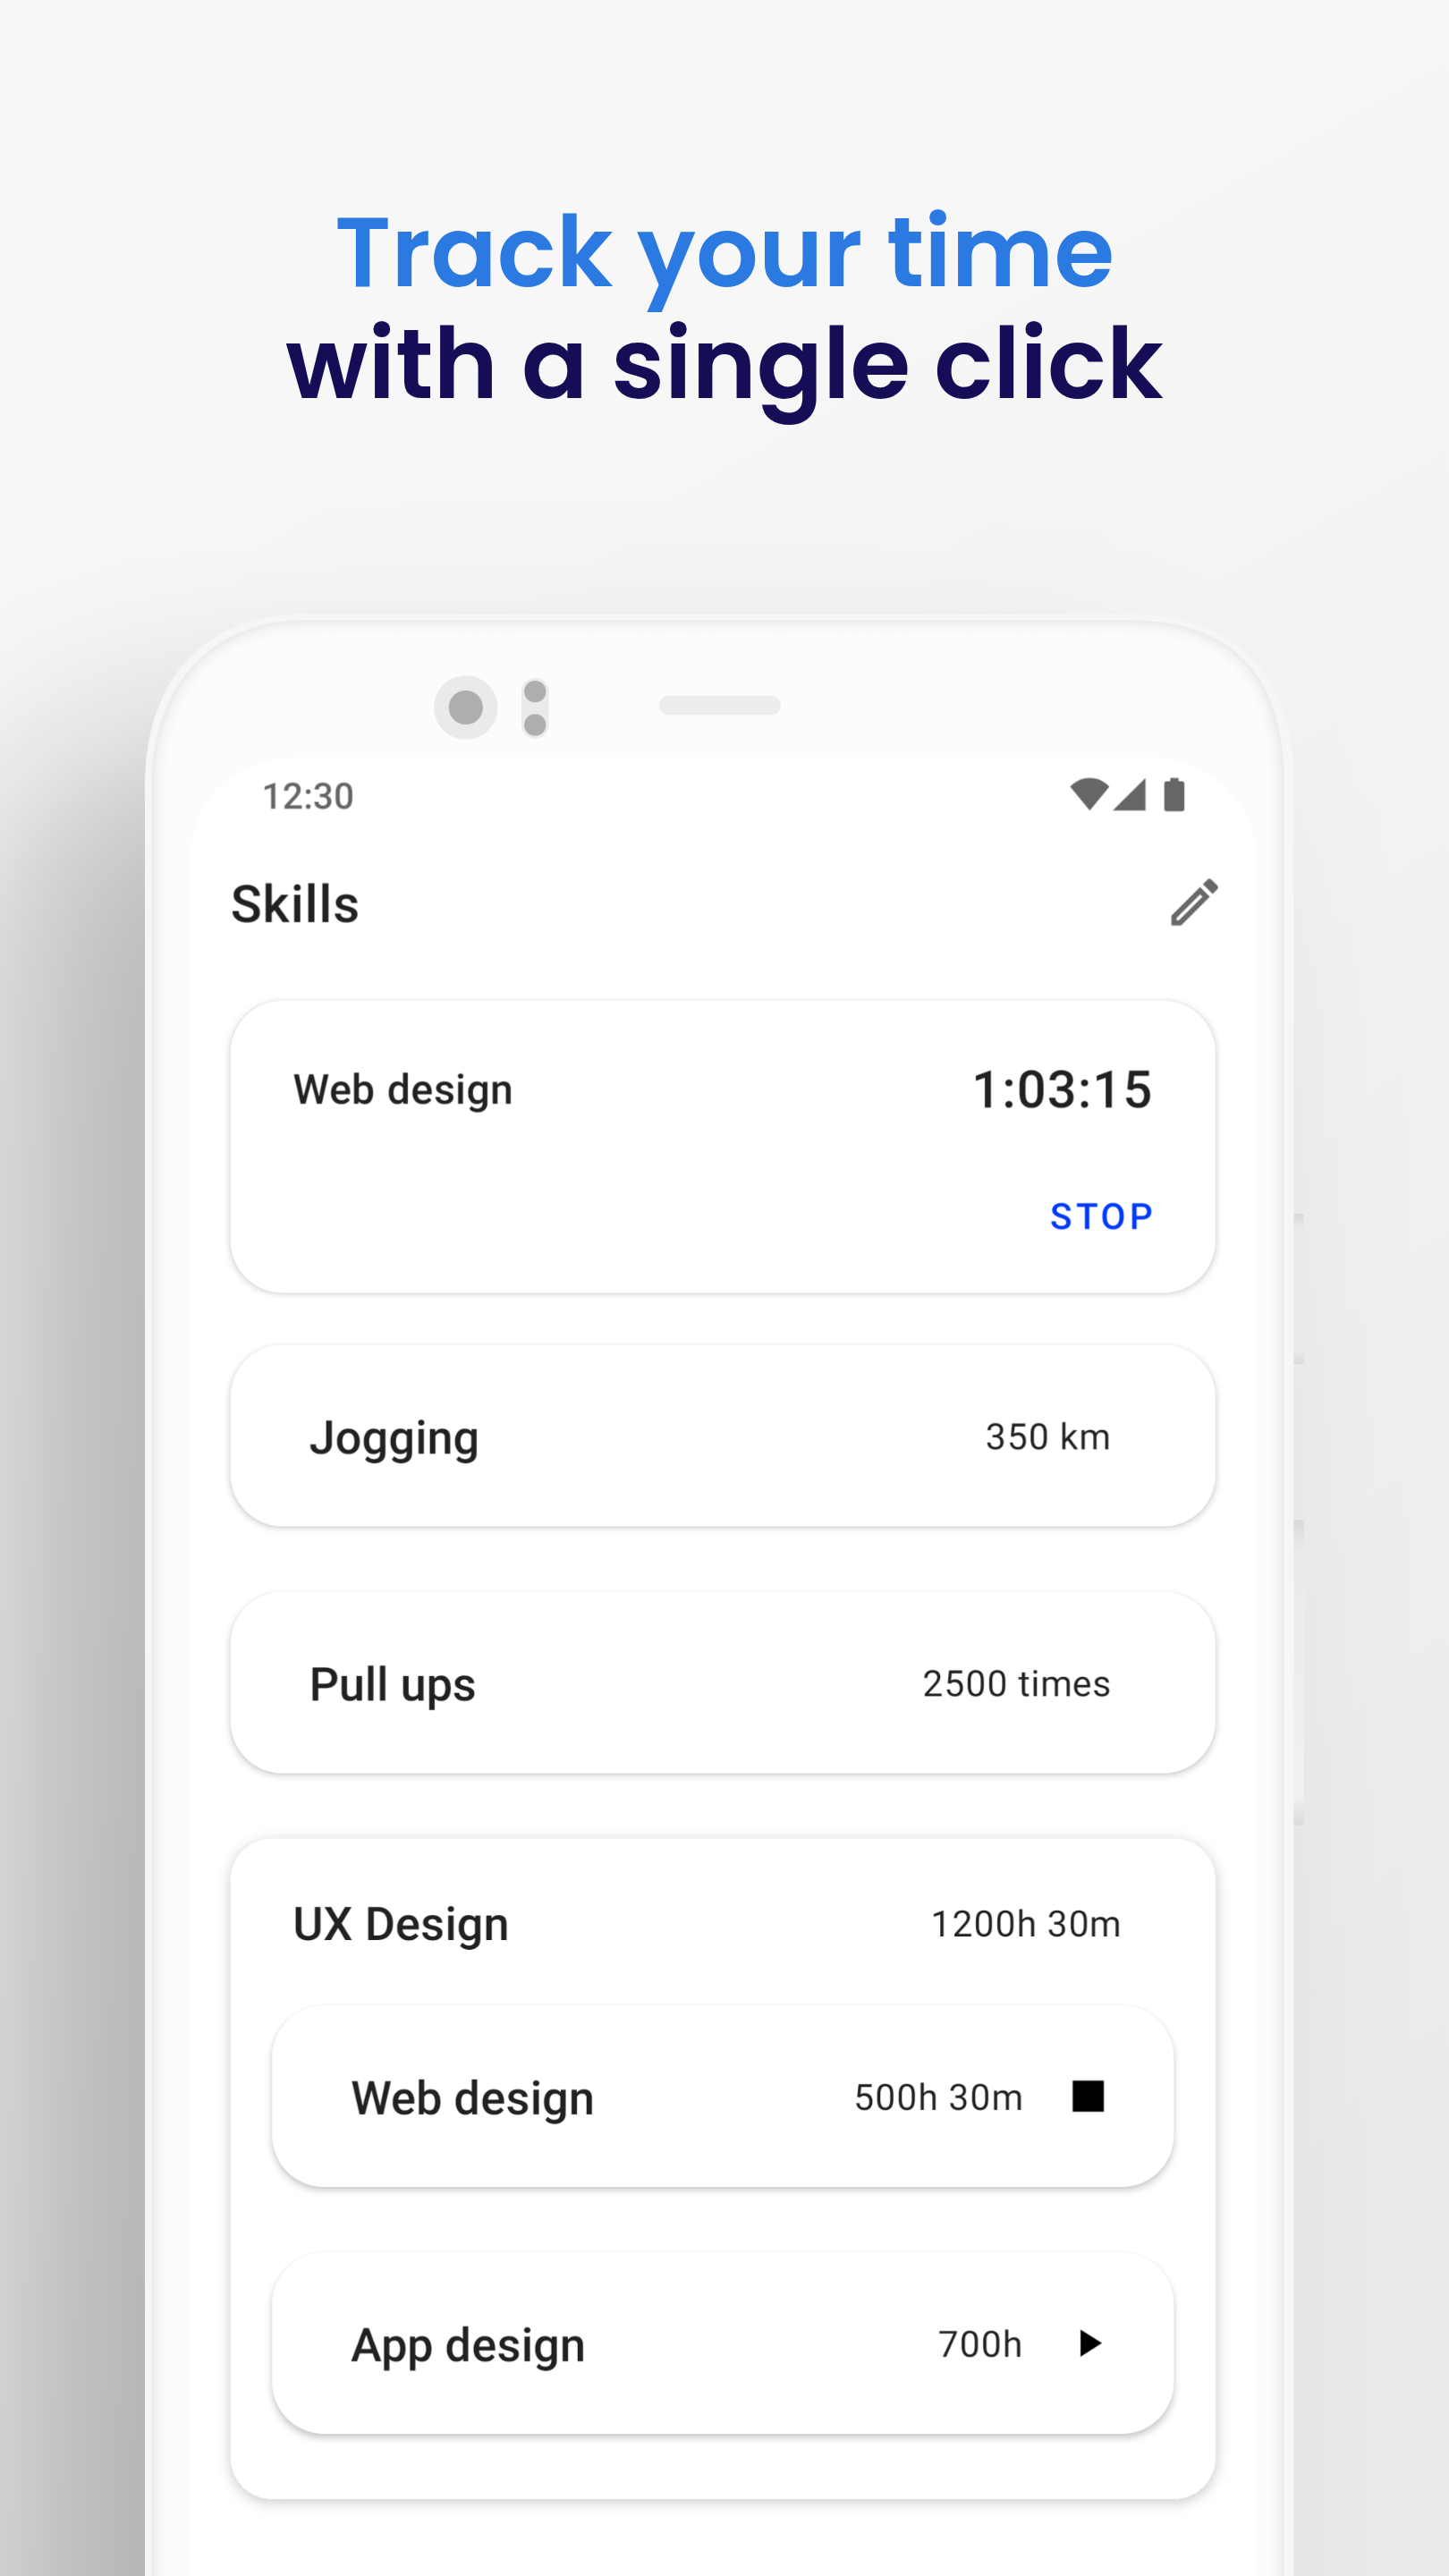 Track your time
with a single click
12:30
Skills
Web design 1:03:15
STOP
Jogging 350 km
Pull ups 2500 times
UX Design 1200h 30m
Web design 500h 30m
App design 700h